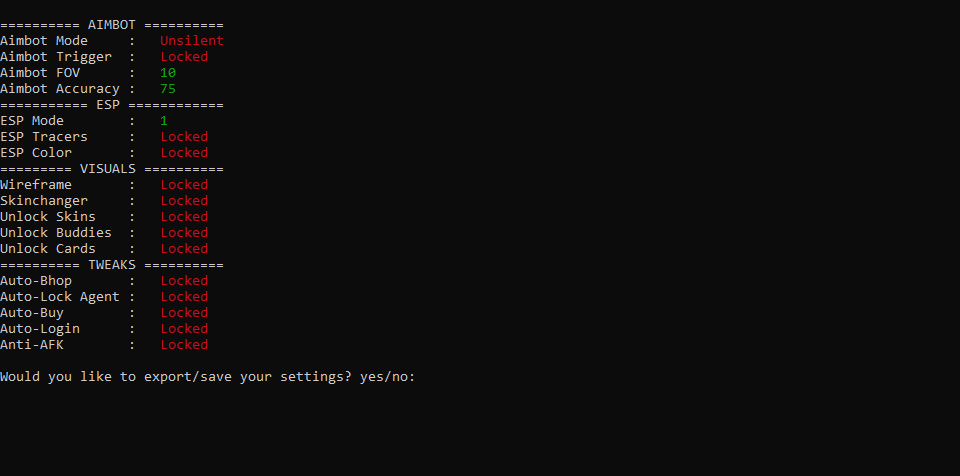 ========== AIMBOT ==========
Aimbot Mode     :   Unsilent
Aimbot Trigger  :   Locked
Aimbot FOV      :   10
Aimbot Accuracy :   75
=========== ESP ============
ESP Mode        :   1
ESP Tracers     :   Locked
ESP Color       :   Locked
========= VISUALS ==========
Wireframe       :   Locked
Skinchanger     :   Locked
Unlock Skins    :   Locked
Unlock Buddies  :   Locked
Unlock Cards    :   Locked
========== TWEAKS ==========
Auto-Bhop       :   Locked
Auto-Lock Agent :   Locked
Auto-Buy        :   Locked
Auto-Login      :   Locked
Anti-AFK        :   Locked
Would you like to export/save your settings? yes/no: